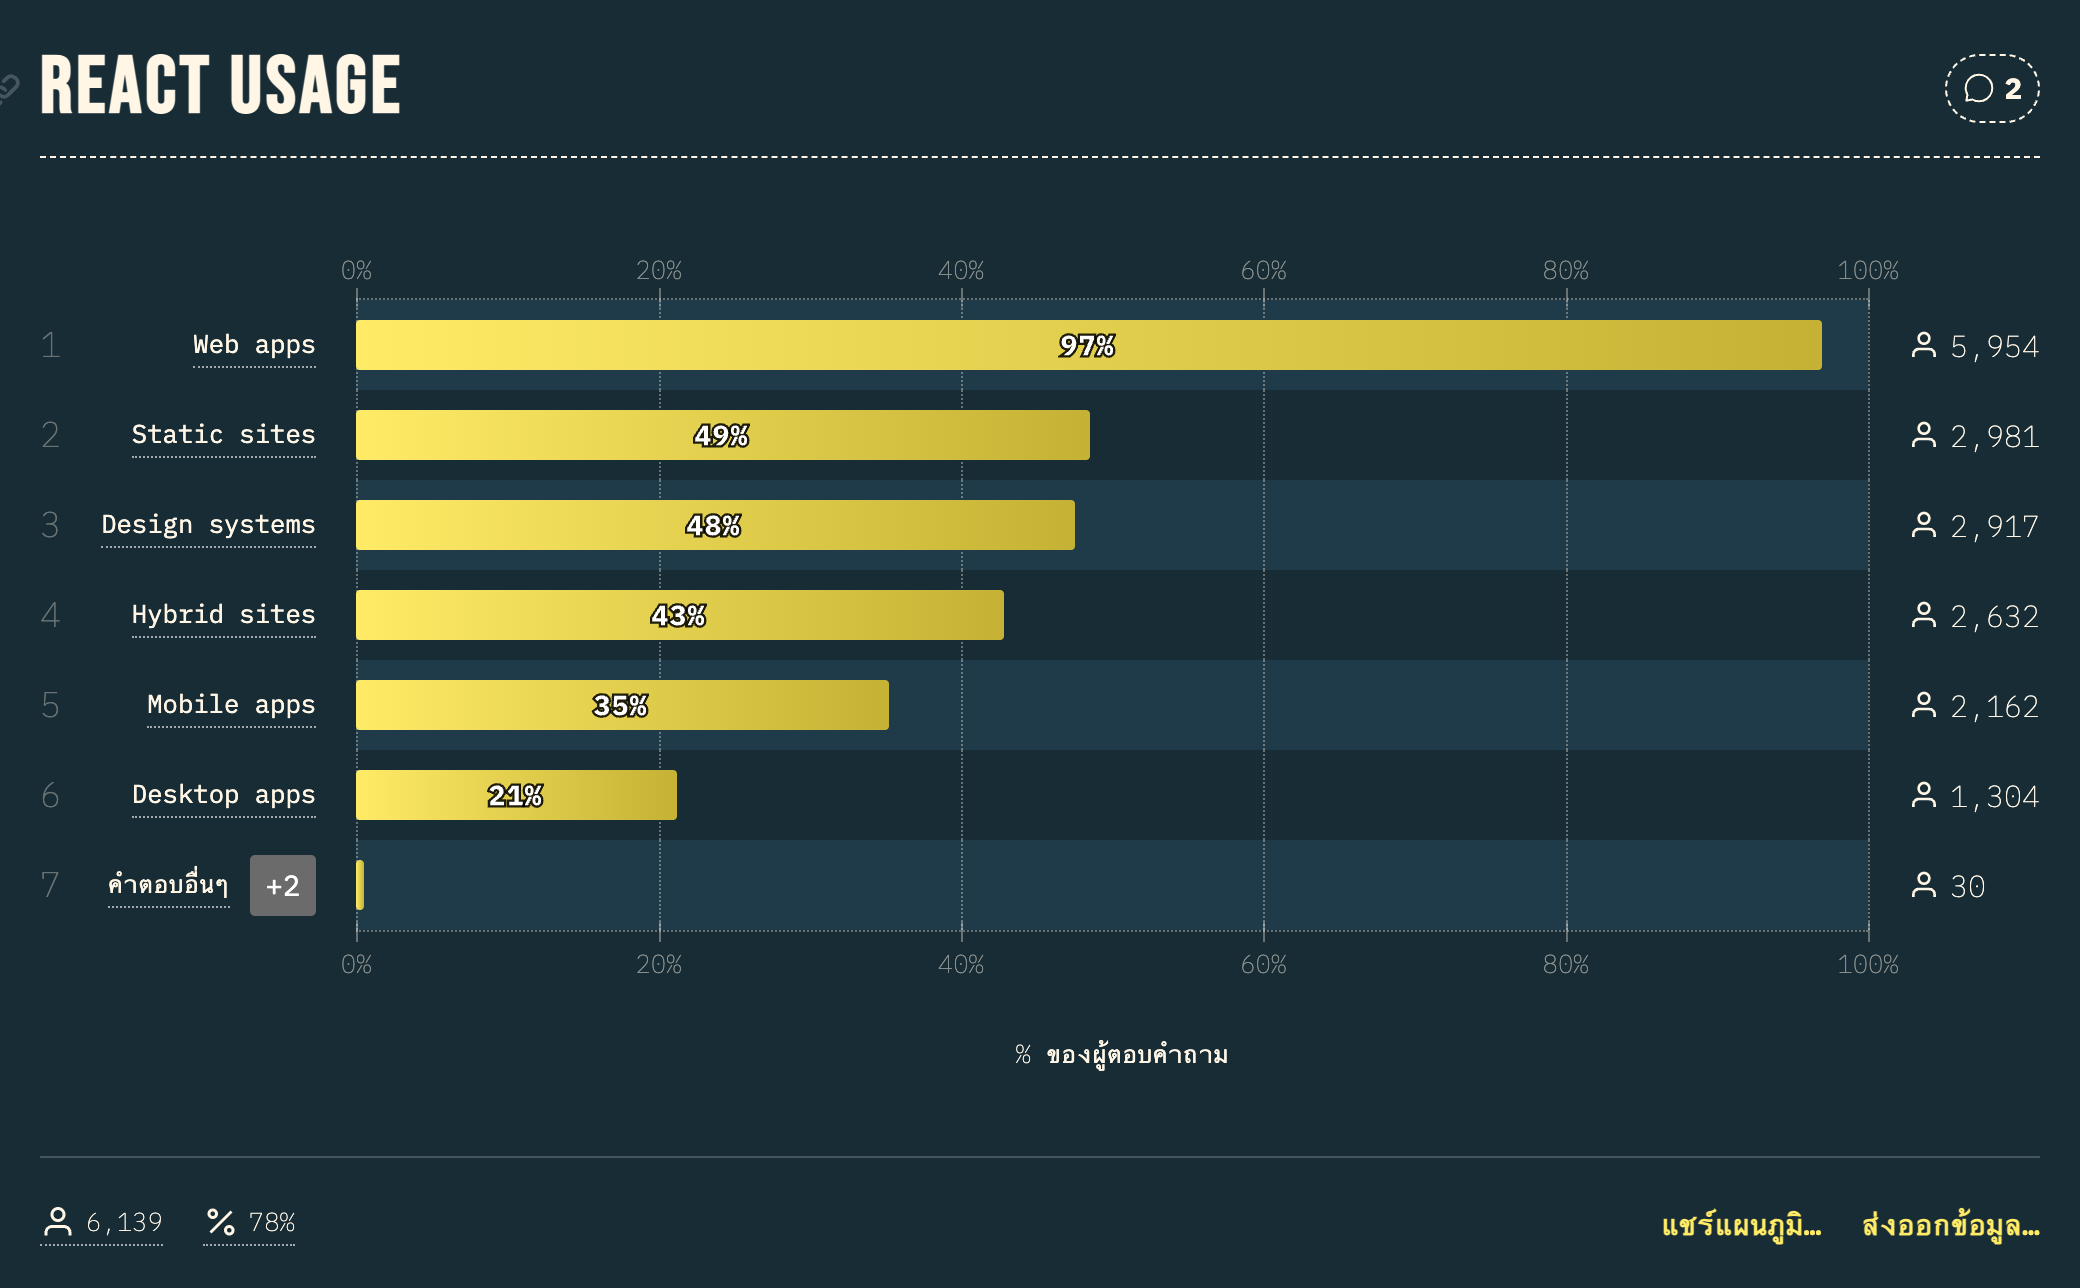 REACT USAGE
2
0% 20% 40% 60% 80% 100%
1 Web apps 97% 5,954
2 Static sites 49% 2,981
3 Design systems 48% 2,917
4 Hybrid sites 43% 2,632
5 Mobile apps 35% 2,162
6 Desktop apps 21% 1,304
7 คำตอบอื่นๆ +2 30
0% 20% 40% 60% 80% 100%
% ของผู้ตอบคำถาม
6,139 % 78% แชร์แผนภูมิ… ส่งออกข้อมูล…